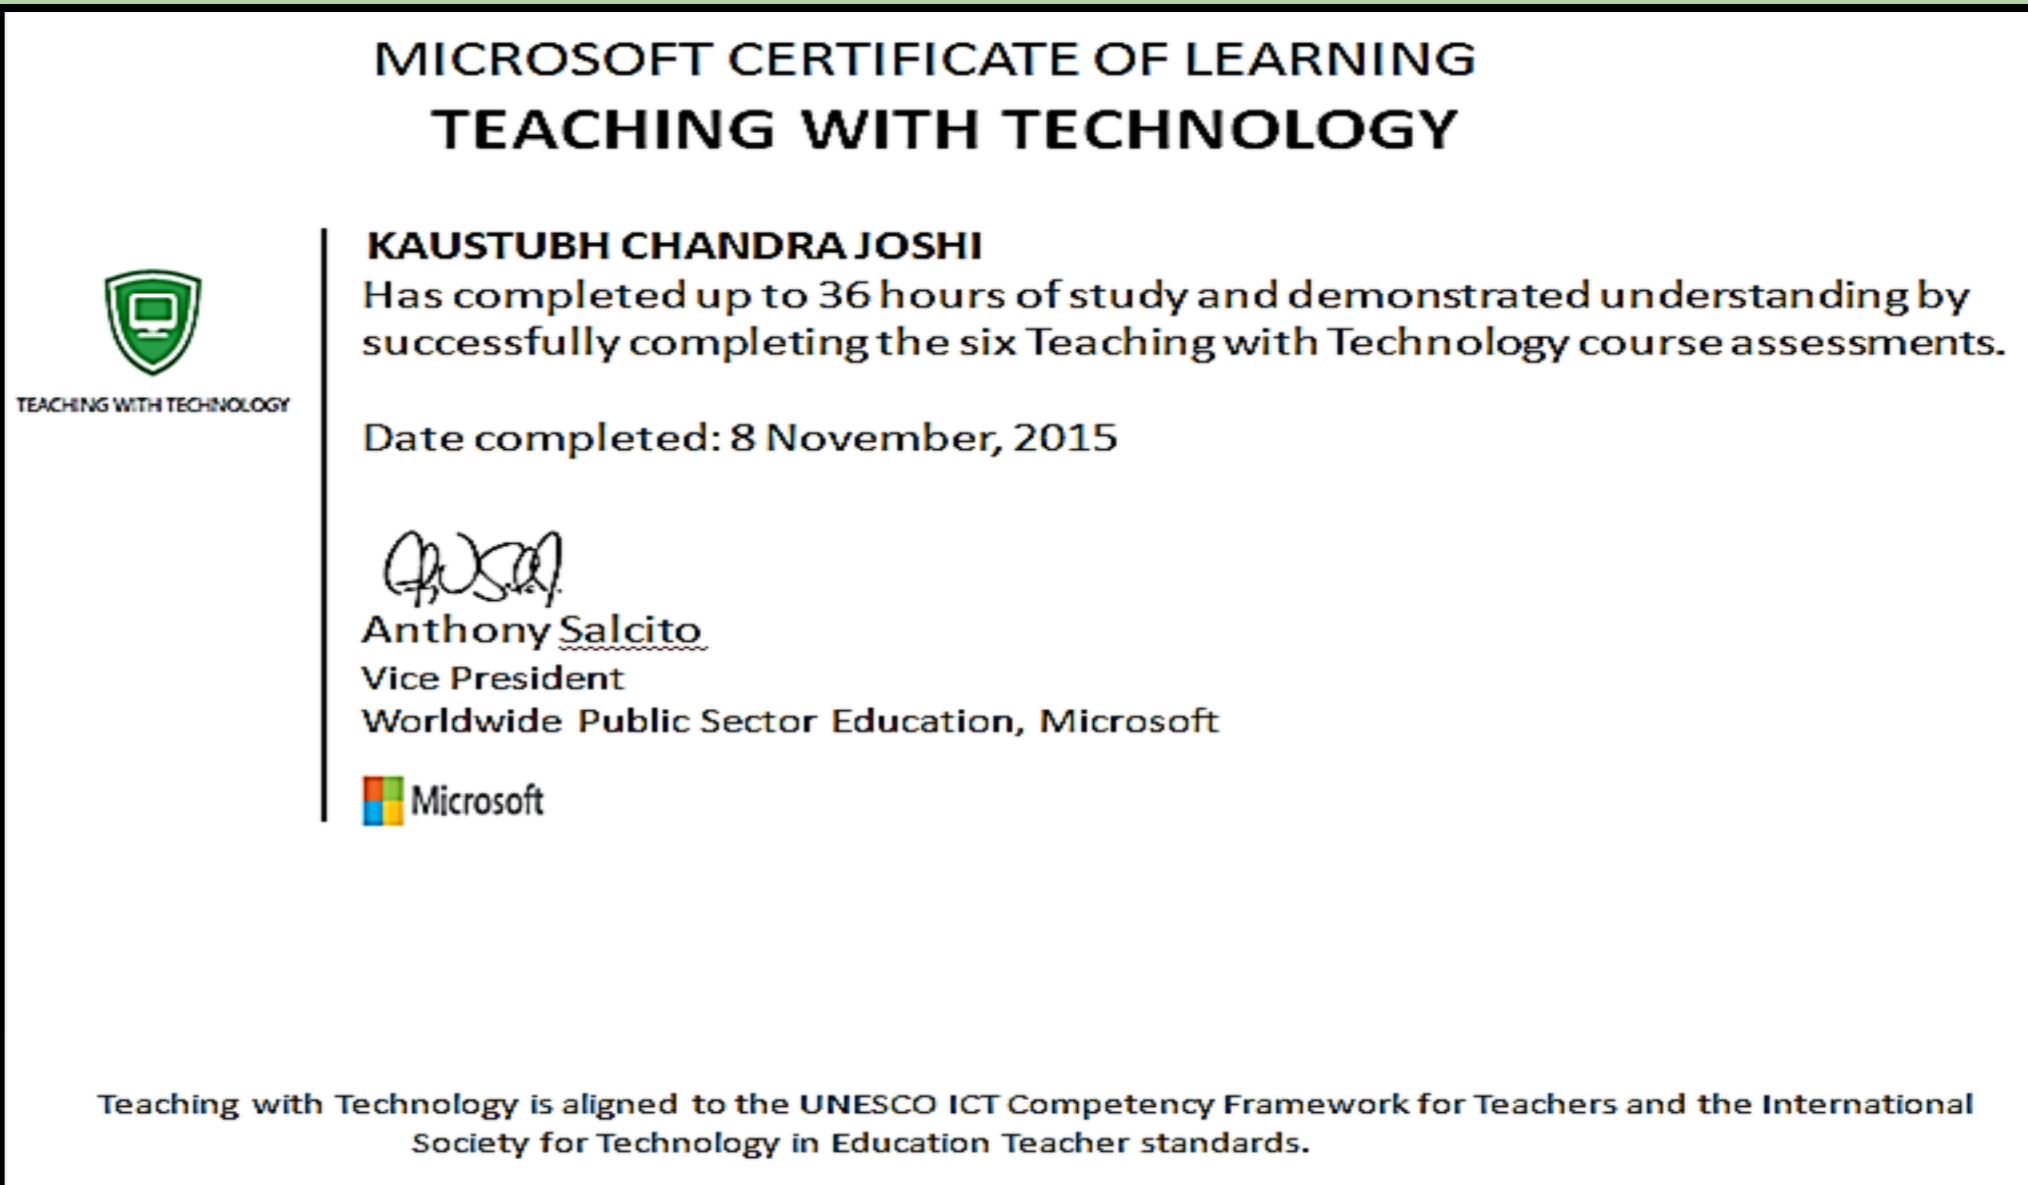 MICROSOFT CERTIFICATE OF LEARNING
TEACHING WITH TECHNOLOGY
TEACHING WITH TECHNOLOGY
KAUSTUBH CHANDRA JOSHI
Has completed up to 36 hours of study and demonstrated understanding by
successfully completing the six Teaching with Technology course assessments.
Date completed: 8 November, 2015
Anthony Salcito
Vice President
Worldwide Public Sector Education, Microsoft
Microsoft
Teaching with Technology is aligned to the UNESCO ICT Competency Framework for Teachers and the International
Society for Technology in Education Teacher standards.